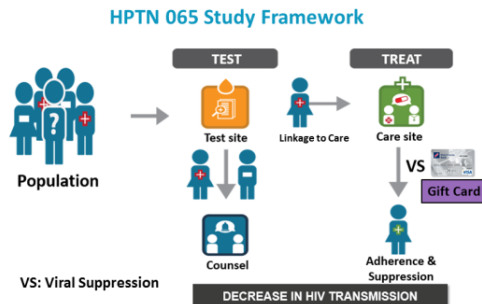 HPTN 065 Study Framework
TEST
TREAT
?
Test site
Linkage to Care
Care site
Population
VS
VISA
Gift Card
Counsel
Adherence &
Suppression
VS: Viral Suppression
DECREASE IN HIV TRANSMISSION